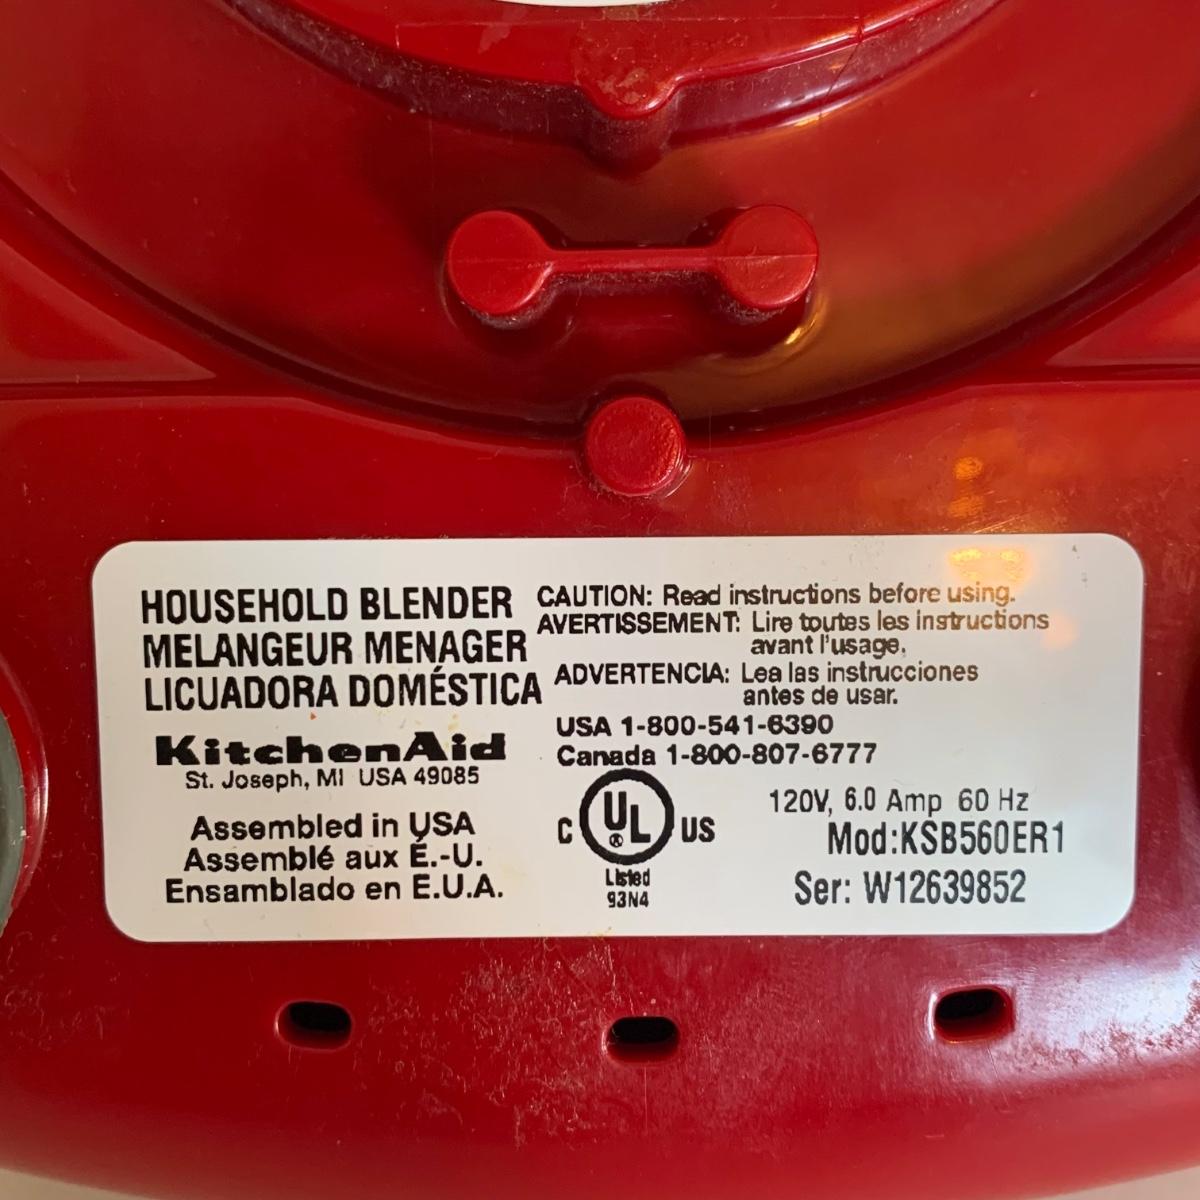 HOUSEHOLD BLENDER
MELANGEUR MENAGER
LICUADORA DOMÉSTICA
KitchenAid
St. Joseph, MI USA 49085
Assembled in USA
Assemblé aux É.-U.
Ensamblado en E.U.A.
CAUTION: Read instructions before using.
AVERTISSEMENT: Lire toutes les instructions
avant l'usage.
ADVERTENCIA: Lea las instrucciones
antes de usar.
USA 1-800-541-6390
Canada 1-800-807-6777
C UL® US
Listed
93N4
120V, 6.0 Amp 60 Hz
Mod:KSB560ER1
Ser: W12639852